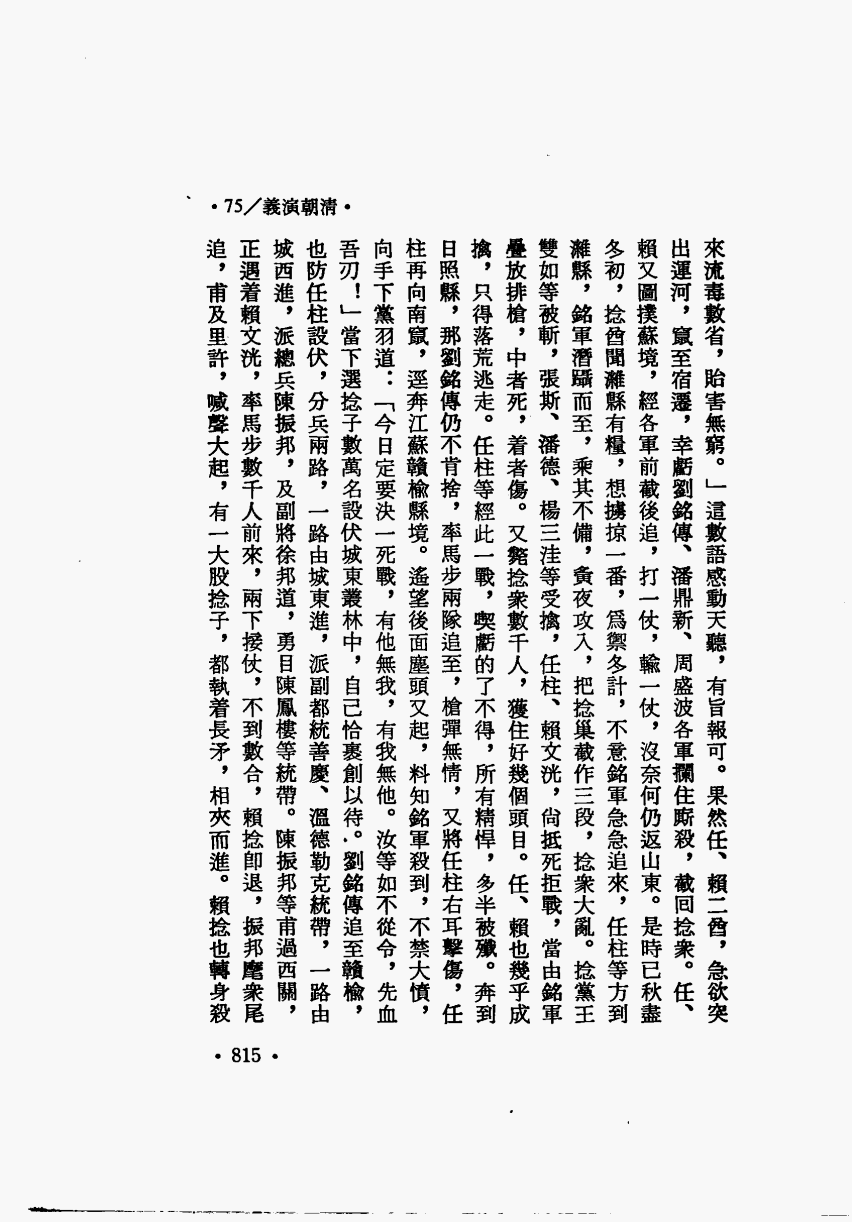 •75／義演朝清•
來流毒數省，貽害無窮。」這數語感動天聽，有旨報可。果然任、賴二酋，急欲突
出運河，竄至宿遷，幸虧劉銘傳、潘鼎新、周盛波各軍攔住廝殺，截回捻衆。任、
賴又圖撲蘇境，經各軍前截後追，打一仗，輸一仗，沒奈何仍返山東。是時已秋盡
冬初，捻酋聞濰縣有糧，想擄掠一番，爲禦冬計，不意銘軍急急追來，任柱等方到
濰縣，銘軍潛躡而至，乘其不備，夤夜攻入，把捻巢截作三段，捻衆大亂。捻黨王
雙如等被斬，張斯、潘德、楊三洼等受擒，任柱、賴文洸，尙抵死拒戰，當由銘軍
疊放排槍，中者死，着者傷。又斃捻衆數千人，獲住好幾個頭目。任、賴也幾乎成
擒，只得落荒逃走。任柱等經此一戰，喫虧的了不得，所有精悍，多半被殲。奔到
日照縣，那劉銘傳仍不肯捨，率馬步兩隊追至，槍彈無情，又將任柱右耳擊傷，任
柱再向南竄，逕奔江蘇贛楡縣境。遙望後面塵頭又起，料知銘軍殺到，不禁大憤，
向手下黨羽道：「今日定要決一死戰，有他無我，有我無他。汝等如不從令，先血
吾刃！」當下選捻子數萬名設伏城東叢林中，自己恰裹創以待。劉銘傳追至贛楡，
也防任柱設伏，分兵兩路，一路由城東進，派副都統善慶、溫德勒克統帶，一路由
城西進，派總兵陳振邦，及副將徐邦道，勇目陳鳳樓等統帶。陳振邦等甫過西關，
正遇着賴文洸，率馬步數千人前來，兩下接仗，不到數合，賴捻卽退，振邦麾衆尾
追，甫及里許，喊聲大起，有一大股捻子，都執着長矛，相夾而進。賴捻也轉身殺
•815•